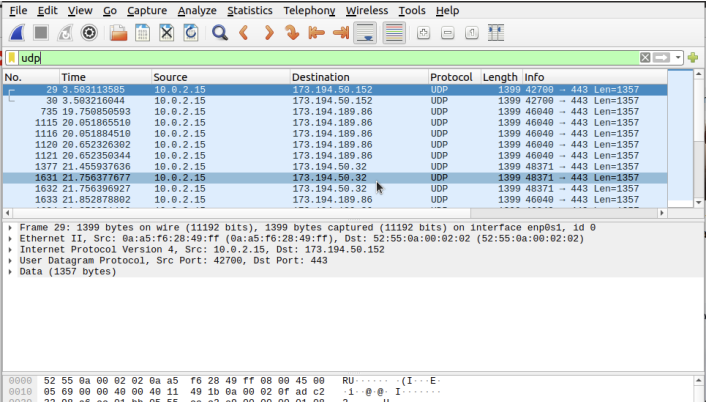 File Edit View Go Capture Analyze Statistics Telephony Wireless Tools Help
udp
No. Time Source Destination Protocol Length Info
29 3.503113585 10.0.2.15 173.194.50.152 UDP 1399 42700 → 443 Len=1357
30 3.503216044 10.0.2.15 173.194.50.152 UDP 1399 42700 → 443 Len=1357
735 19.750850593 10.0.2.15 173.194.189.86 UDP 1399 46040 → 443 Len=1357
1115 20.051865510 10.0.2.15 173.194.189.86 UDP 1399 46040 → 443 Len=1357
1116 20.051884510 10.0.2.15 173.194.189.86 UDP 1399 46040 → 443 Len=1357
1120 20.652326302 10.0.2.15 173.194.189.86 UDP 1399 46040 → 443 Len=1357
1121 20.652350344 10.0.2.15 173.194.189.86 UDP 1399 46040 → 443 Len=1357
1377 21.455937636 10.0.2.15 173.194.50.32 UDP 1399 48371 → 443 Len=1357
1631 21.756377677 10.0.2.15 173.194.50.32 UDP 1399 48371 → 443 Len=1357
1632 21.756396927 10.0.2.15 173.194.50.32 UDP 1399 48371 → 443 Len=1357
1633 21.852878802 10.0.2.15 173.194.189.86 UDP 1399 46040 → 443 Len=1357
Frame 29: 1399 bytes on wire (11192 bits), 1399 bytes captured (11192 bits) on interface enp0s1, id 0
Ethernet II, Src: 0a:a5:f6:28:49:ff (0a:a5:f6:28:49:ff), Dst: 52:55:0a:00:02:02 (52:55:0a:00:02:02)
Internet Protocol Version 4, Src: 10.0.2.15, Dst: 173.194.50.152
User Datagram Protocol, Src Port: 42700, Dst Port: 443
Data (1357 bytes)
0000 52 55 0a 00 02 02 0a a5 f6 28 49 ff 08 00 45 00 RU······ ·(I···E·
0010 05 69 00 00 40 00 40 11 49 1b 0a 00 02 0f ad c2 ·i··@·@· I·······